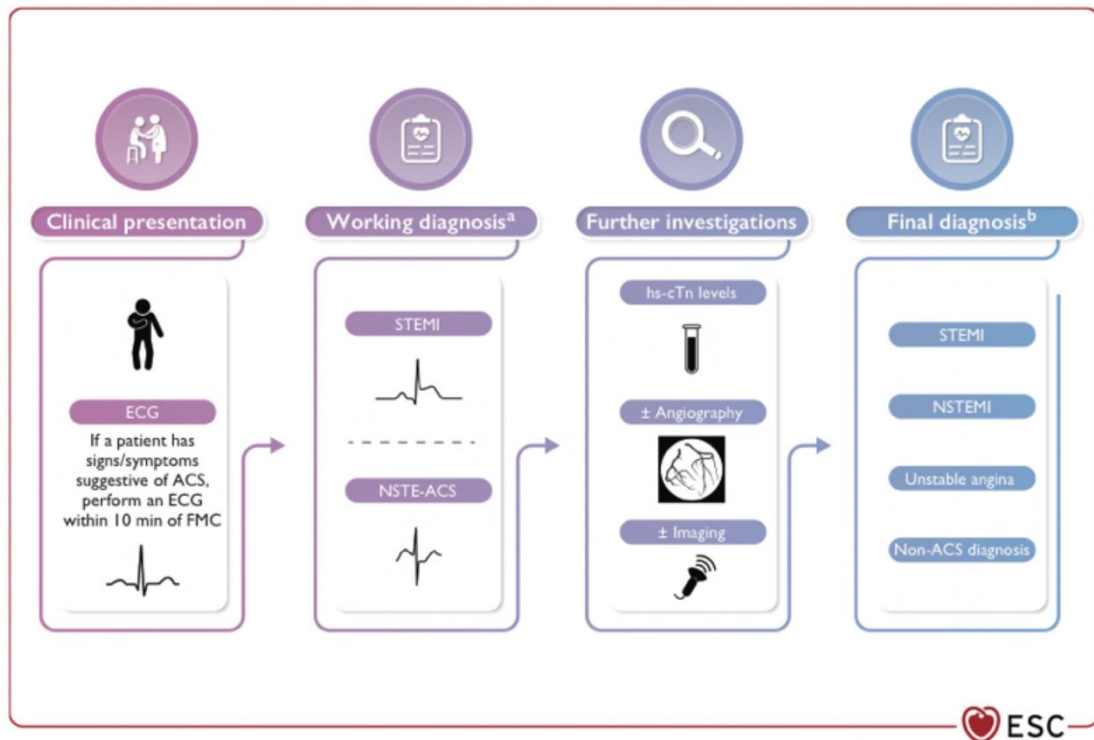 Clinical presentation
ECG
If a patient has
signs/symptoms
suggestive of ACS,
perform an ECG
within 10 min of FMC
Working diagnosisᵃ
STEMI
NSTE-ACS
Further investigations
hs-cTn levels
± Angiography
± Imaging
Final diagnosisᵇ
STEMI
NSTEMI
Unstable angina
Non-ACS diagnosis
ESC